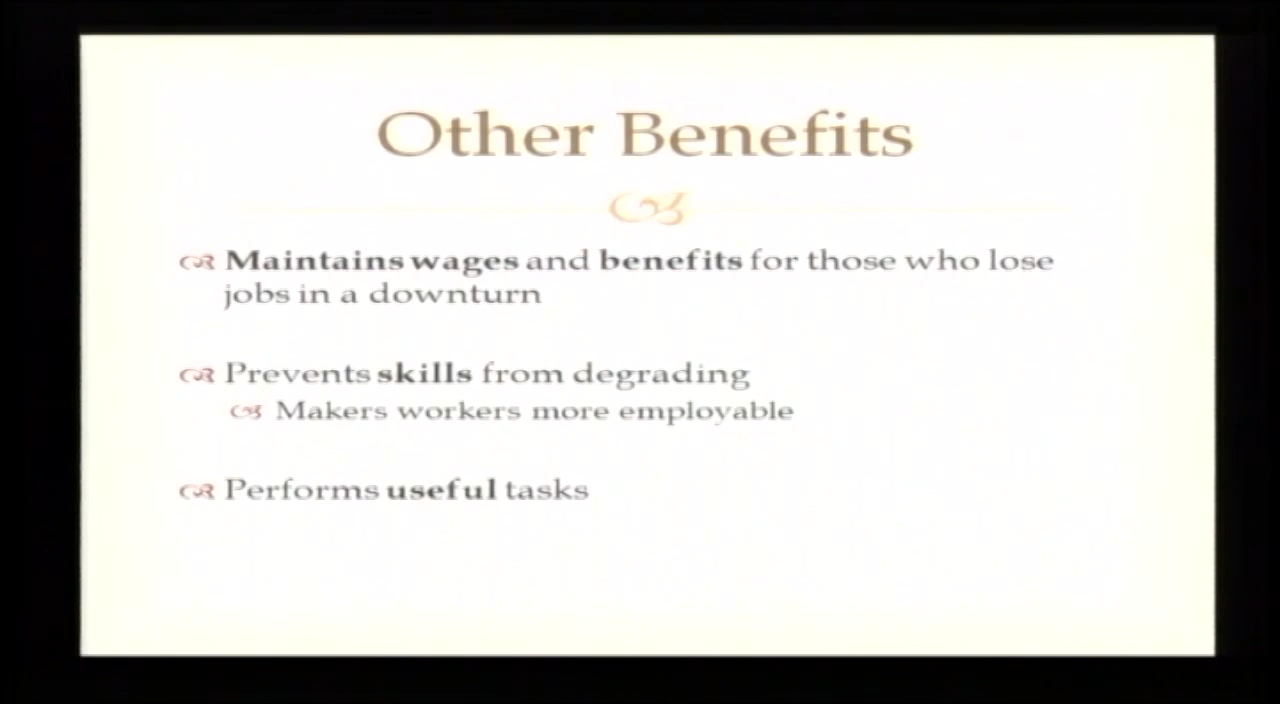 Other Benefits
Maintains wages and benefits for those who lose
jobs in a downturn
Prevents skills from degrading
Makers workers more employable
Performs useful tasks